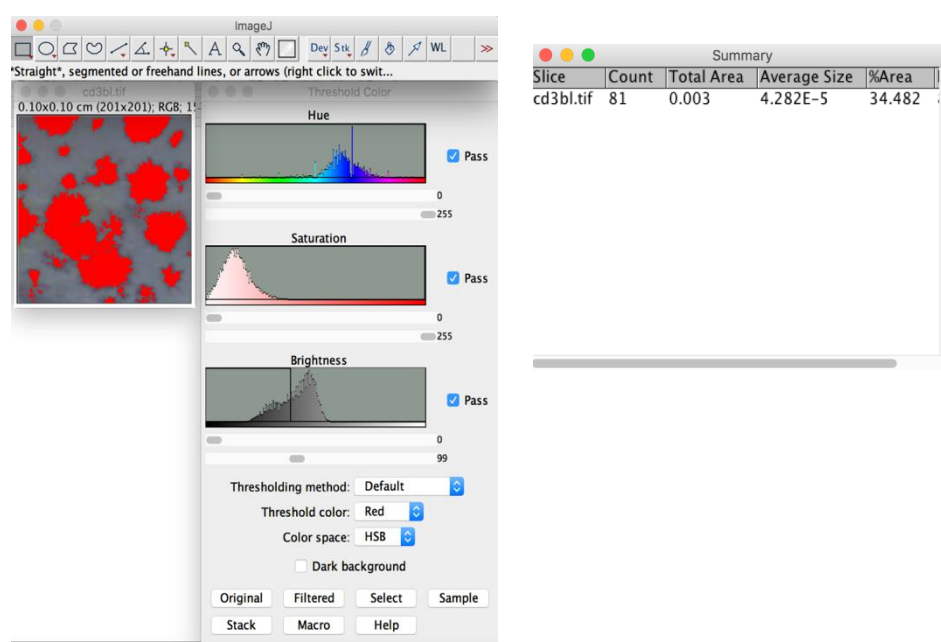 ImageJ
A Dev Stk WL >>
*Straight*, segmented or freehand lines, or arrows (right click to swit...
cd3bl.tif
Threshold Color
0.10x0.10 cm (201x201); RGB;
Hue
Pass
0
255
Saturation
Pass
0
255
Brightness
Pass
0
99
Thresholding method: Default
Threshold color: Red
Color space: HSB
Dark background
Original Filtered Select Sample
Stack Macro Help
Summary
Slice Count Total Area Average Size %Area
cd3bl.tif 81 0.003 4.282E-5 34.482